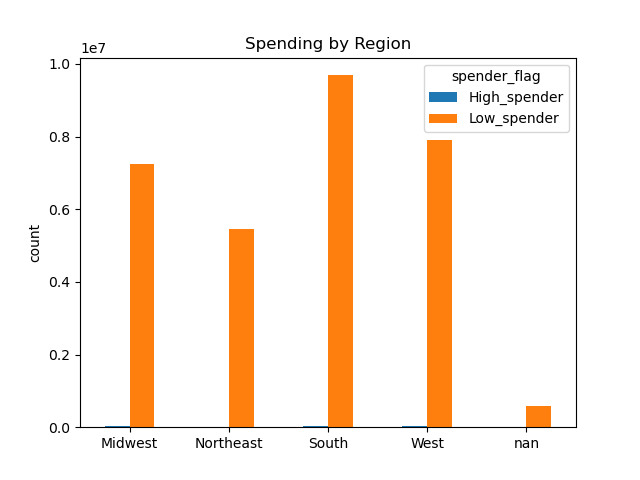 Spending by Region
1e7
1.0
0.8
0.6
0.4
0.2
0.0
count
spender_flag
High_spender
Low_spender
Midwest Northeast South West nan